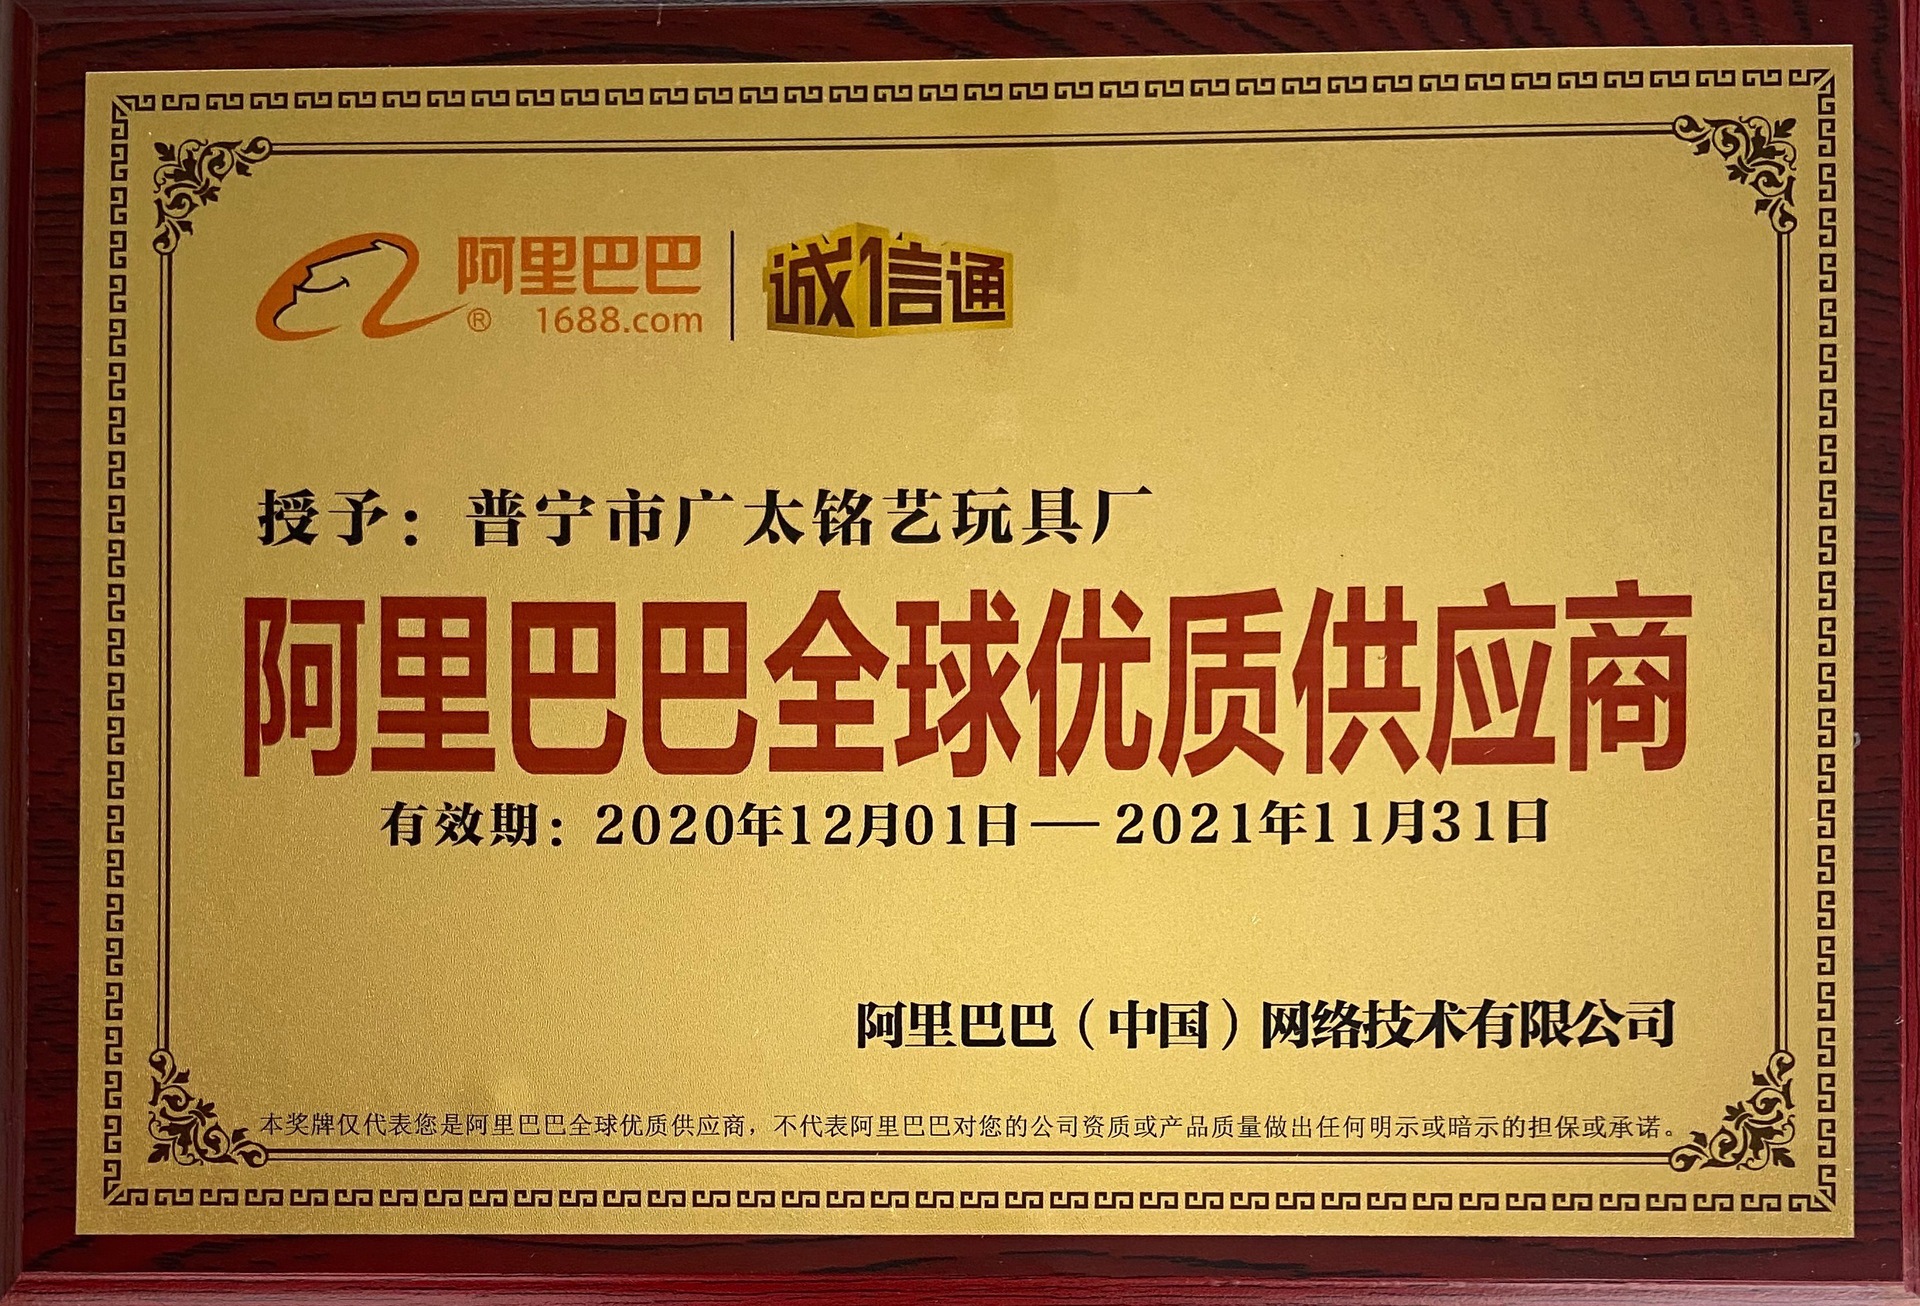 阿里巴巴 诚信通
® 1688.com
授予：普宁市广太铭艺玩具厂
阿里巴巴全球优质供应商
有效期：2020年12月01日—2021年11月31日
阿里巴巴（中国）网络技术有限公司
本奖牌仅代表您是阿里巴巴全球优质供应商，不代表阿里巴巴对您的公司资质或产品质量做出任何明示或暗示的担保或承诺。